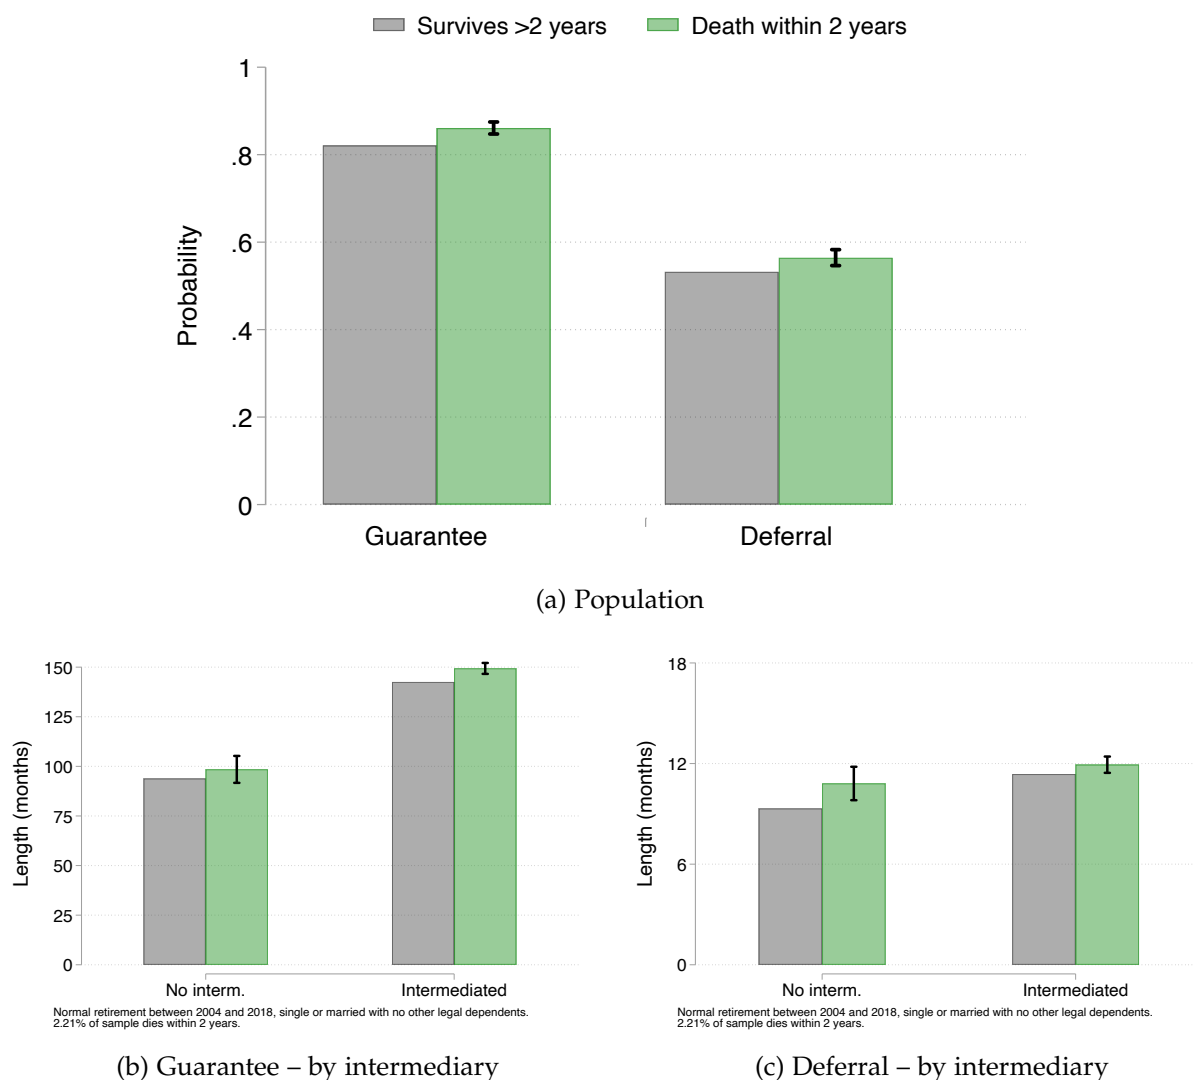 Survives >2 years Death within 2 years
1
.8
.6
.4
.2
0
Probability
Guarantee Deferral
(a) Population
150
125
100
75
50
25
0
Length (months)
No interm. Intermediated
Normal retirement between 2004 and 2018, single or married with no other legal dependents.
2.21% of sample dies within 2 years.
(b) Guarantee – by intermediary
18
12
6
0
Length (months)
No interm. Intermediated
Normal retirement between 2004 and 2018, single or married with no other legal dependents.
2.21% of sample dies within 2 years.
(c) Deferral – by intermediary